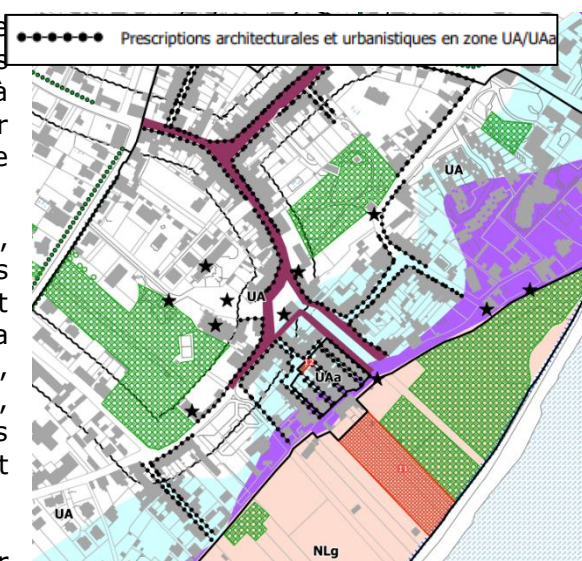 Prescriptions architecturales et urbanistiques en zone UA/UAa
e
s
à
r
e
UA
,
s
t
a
,
,
s
t
UA
UAa
11
UA
NLg
r